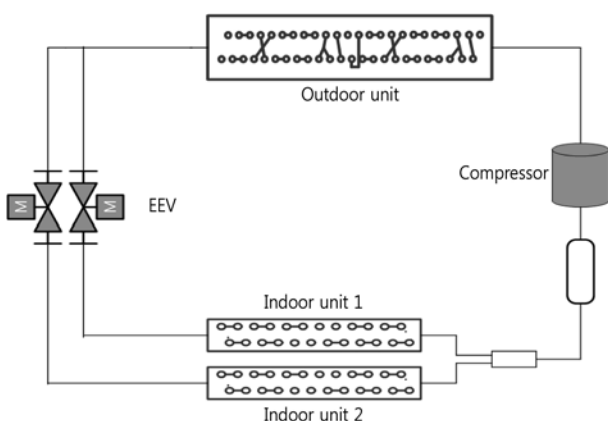 Outdoor unit
Compressor
M
M
EEV
Indoor unit 1
Indoor unit 2